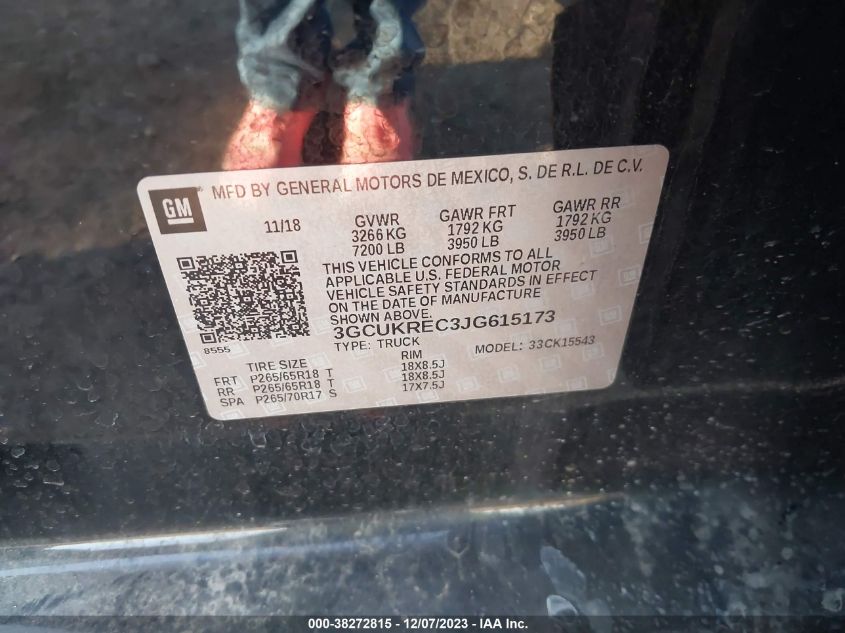 GM
MFD BY GENERAL MOTORS DE MEXICO, S. DE R.L. DE C.V.
11/18 GVWR GAWR FRT GAWR RR
3266 KG 1792 KG 1792 KG
7200 LB 3950 LB 3950 LB
THIS VEHICLE CONFORMS TO ALL
APPLICABLE U.S. FEDERAL MOTOR
VEHICLE SAFETY STANDARDS IN EFFECT
ON THE DATE OF MANUFACTURE
SHOWN ABOVE.
3GCUKREC3JG615173
8555
TYPE: TRUCK MODEL: 33CK15543
TIRE SIZE RIM
FRT P265/65R18 T 18X8.5J
RR P265/65R18 T 18X8.5J
SPA P265/70R17 S 17X7.5J
000-38272815 - 12/07/2023 - IAA Inc.